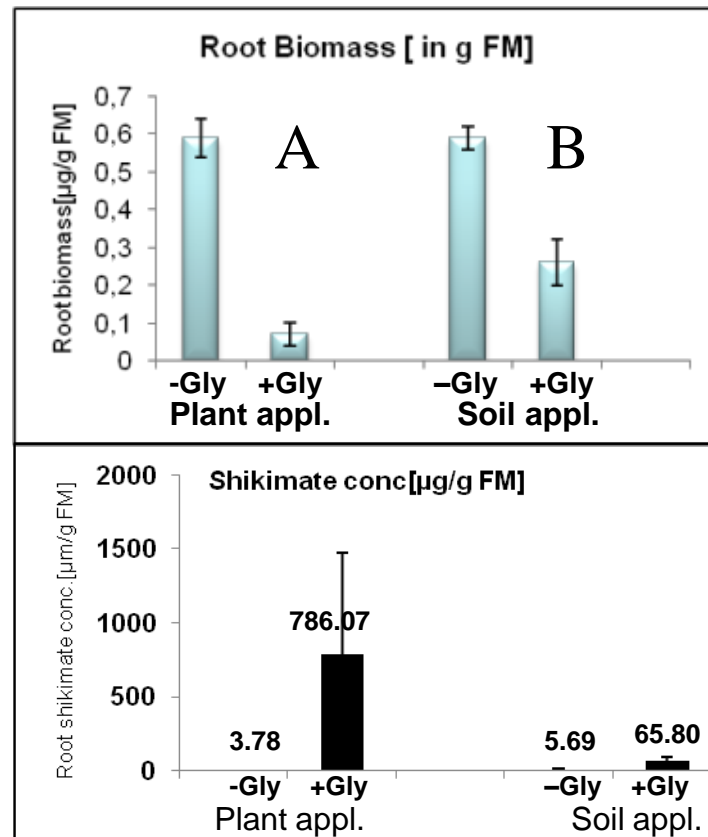 Root Biomass [ in g FM]
Root biomass[µg/g FM]
0,7
0,6
0,5
0,4
0,3
0,2
0,1
0
A
B
-Gly +Gly –Gly +Gly
Plant appl. Soil appl.
Shikimate conc[µg/g FM]
Root shikimate conc.[µm/g FM]
2000
1500
1000
500
0
786.07
3.78 5.69 65.80
-Gly +Gly –Gly +Gly
Plant appl. Soil appl.